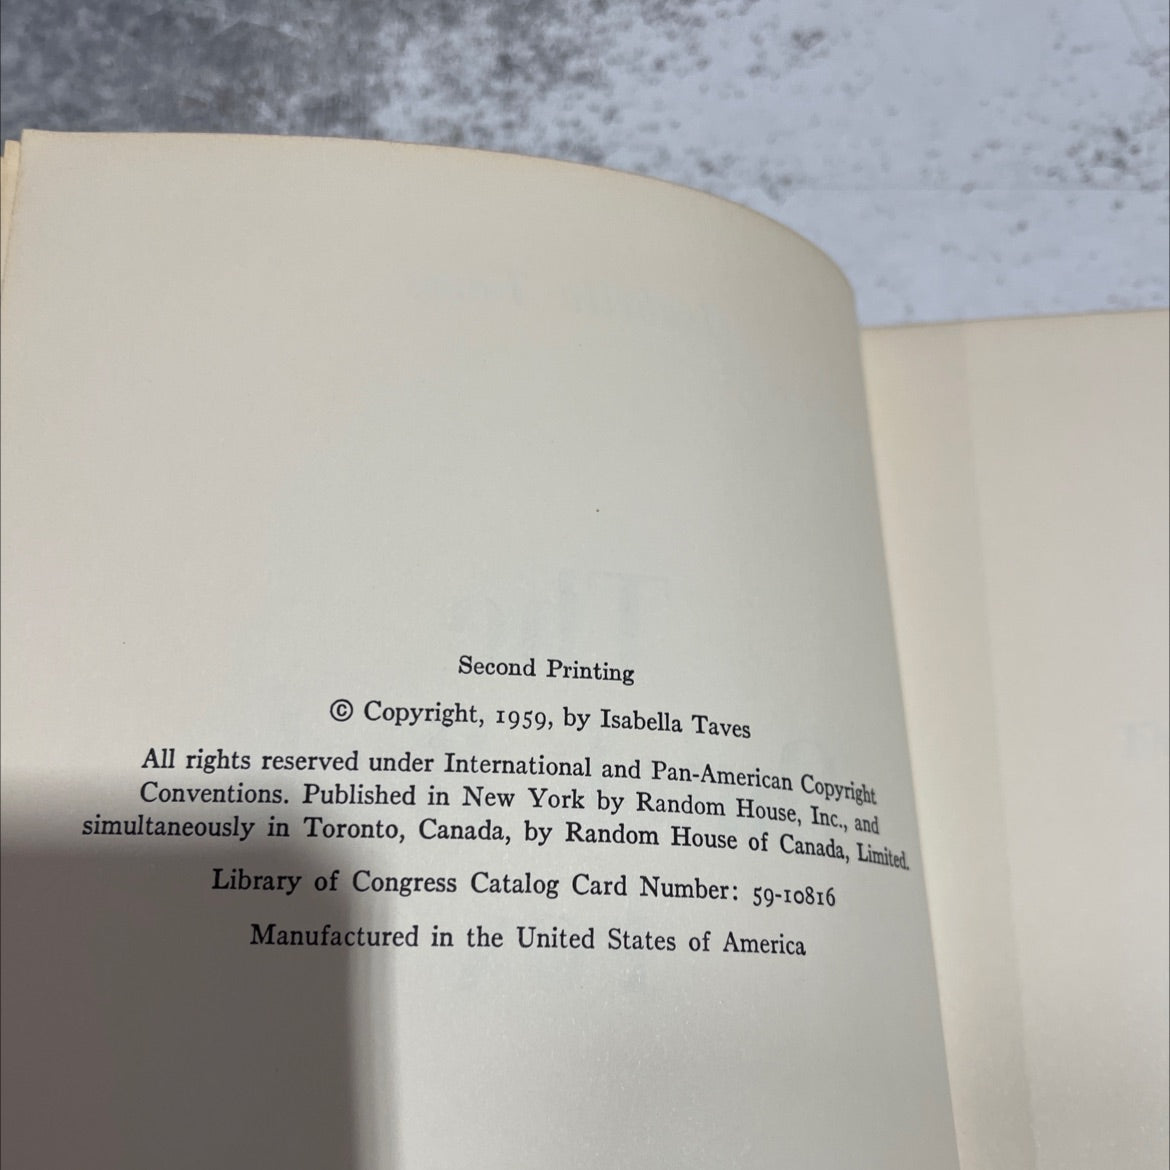 Second Printing
© Copyright, 1959, by Isabella Taves
All rights reserved under International and Pan-American Copyright
Conventions. Published in New York by Random House, Inc., and
simultaneously in Toronto, Canada, by Random House of Canada, Limited.
Library of Congress Catalog Card Number: 59-10816
Manufactured in the United States of America